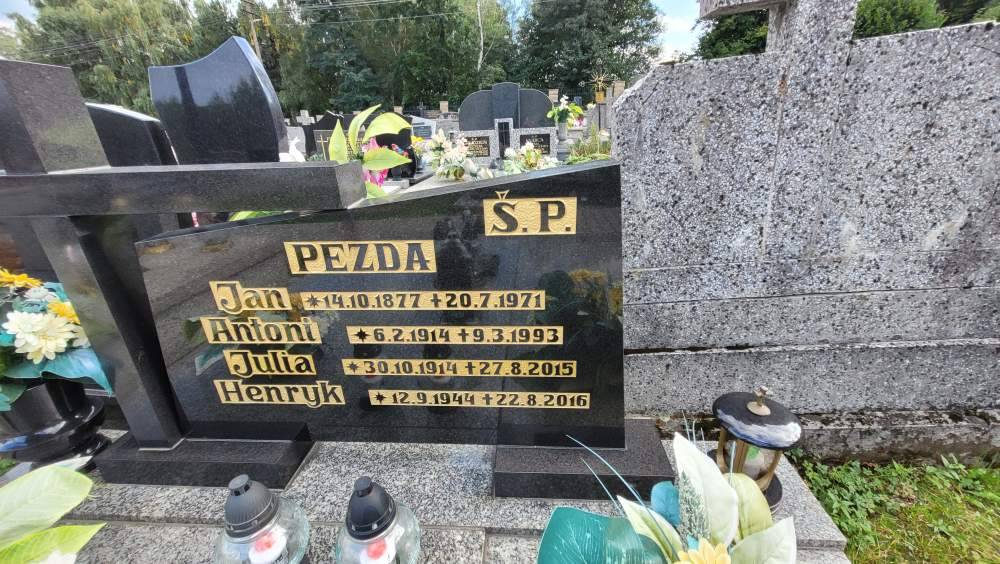 Š.P.
PEZDA
Jan *14.10.1877 +20.7.1971
Antoni *6.2.1914 +9.3.1993
Julia *30.10.1914 +27.8.2015
Henryk *12.9.1944 +22.8.2016